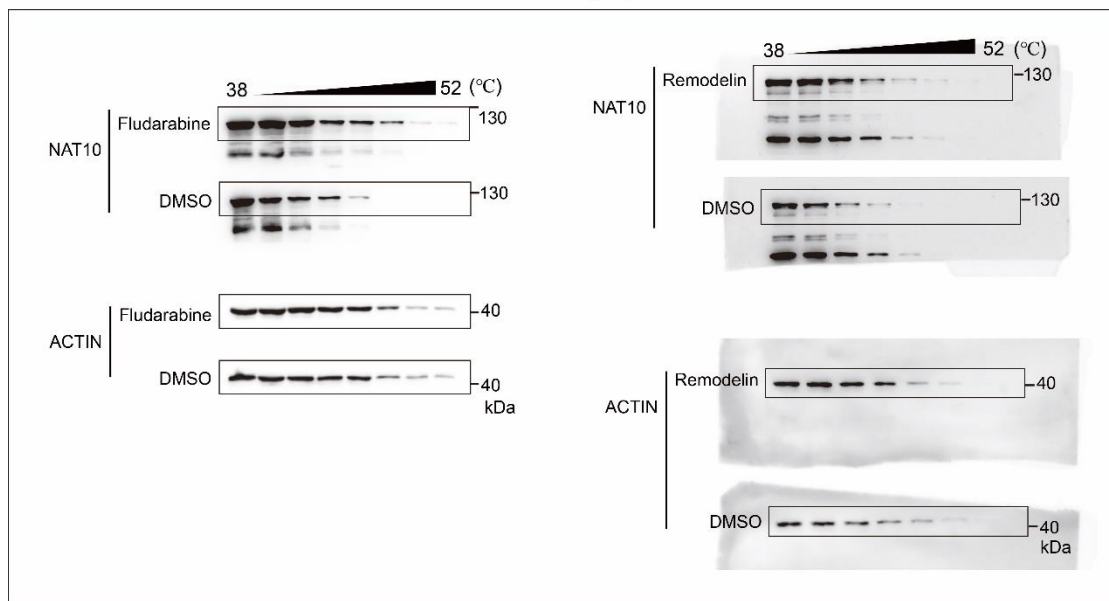 38 52 (℃)
Fludarabine 130
NAT10
DMSO 130
Fludarabine 40
ACTIN
DMSO 40
kDa
38 52 (℃)
Remodelin 130
NAT10
DMSO 130
Remodelin 40
ACTIN
DMSO 40
kDa